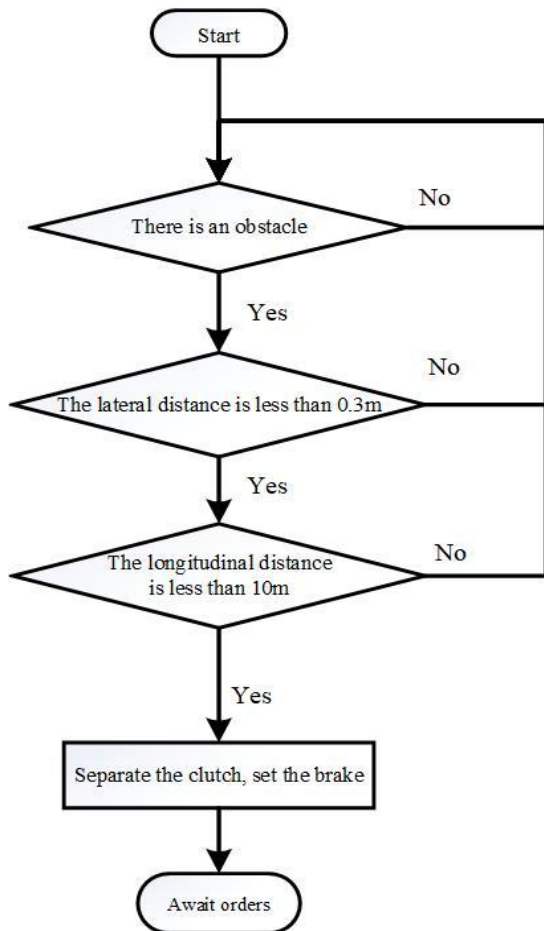 Start
No
There is an obstacle
Yes
No
The lateral distance is less than 0.3m
Yes
No
The longitudinal distance
is less than 10m
Yes
Separate the clutch, set the brake
Await orders